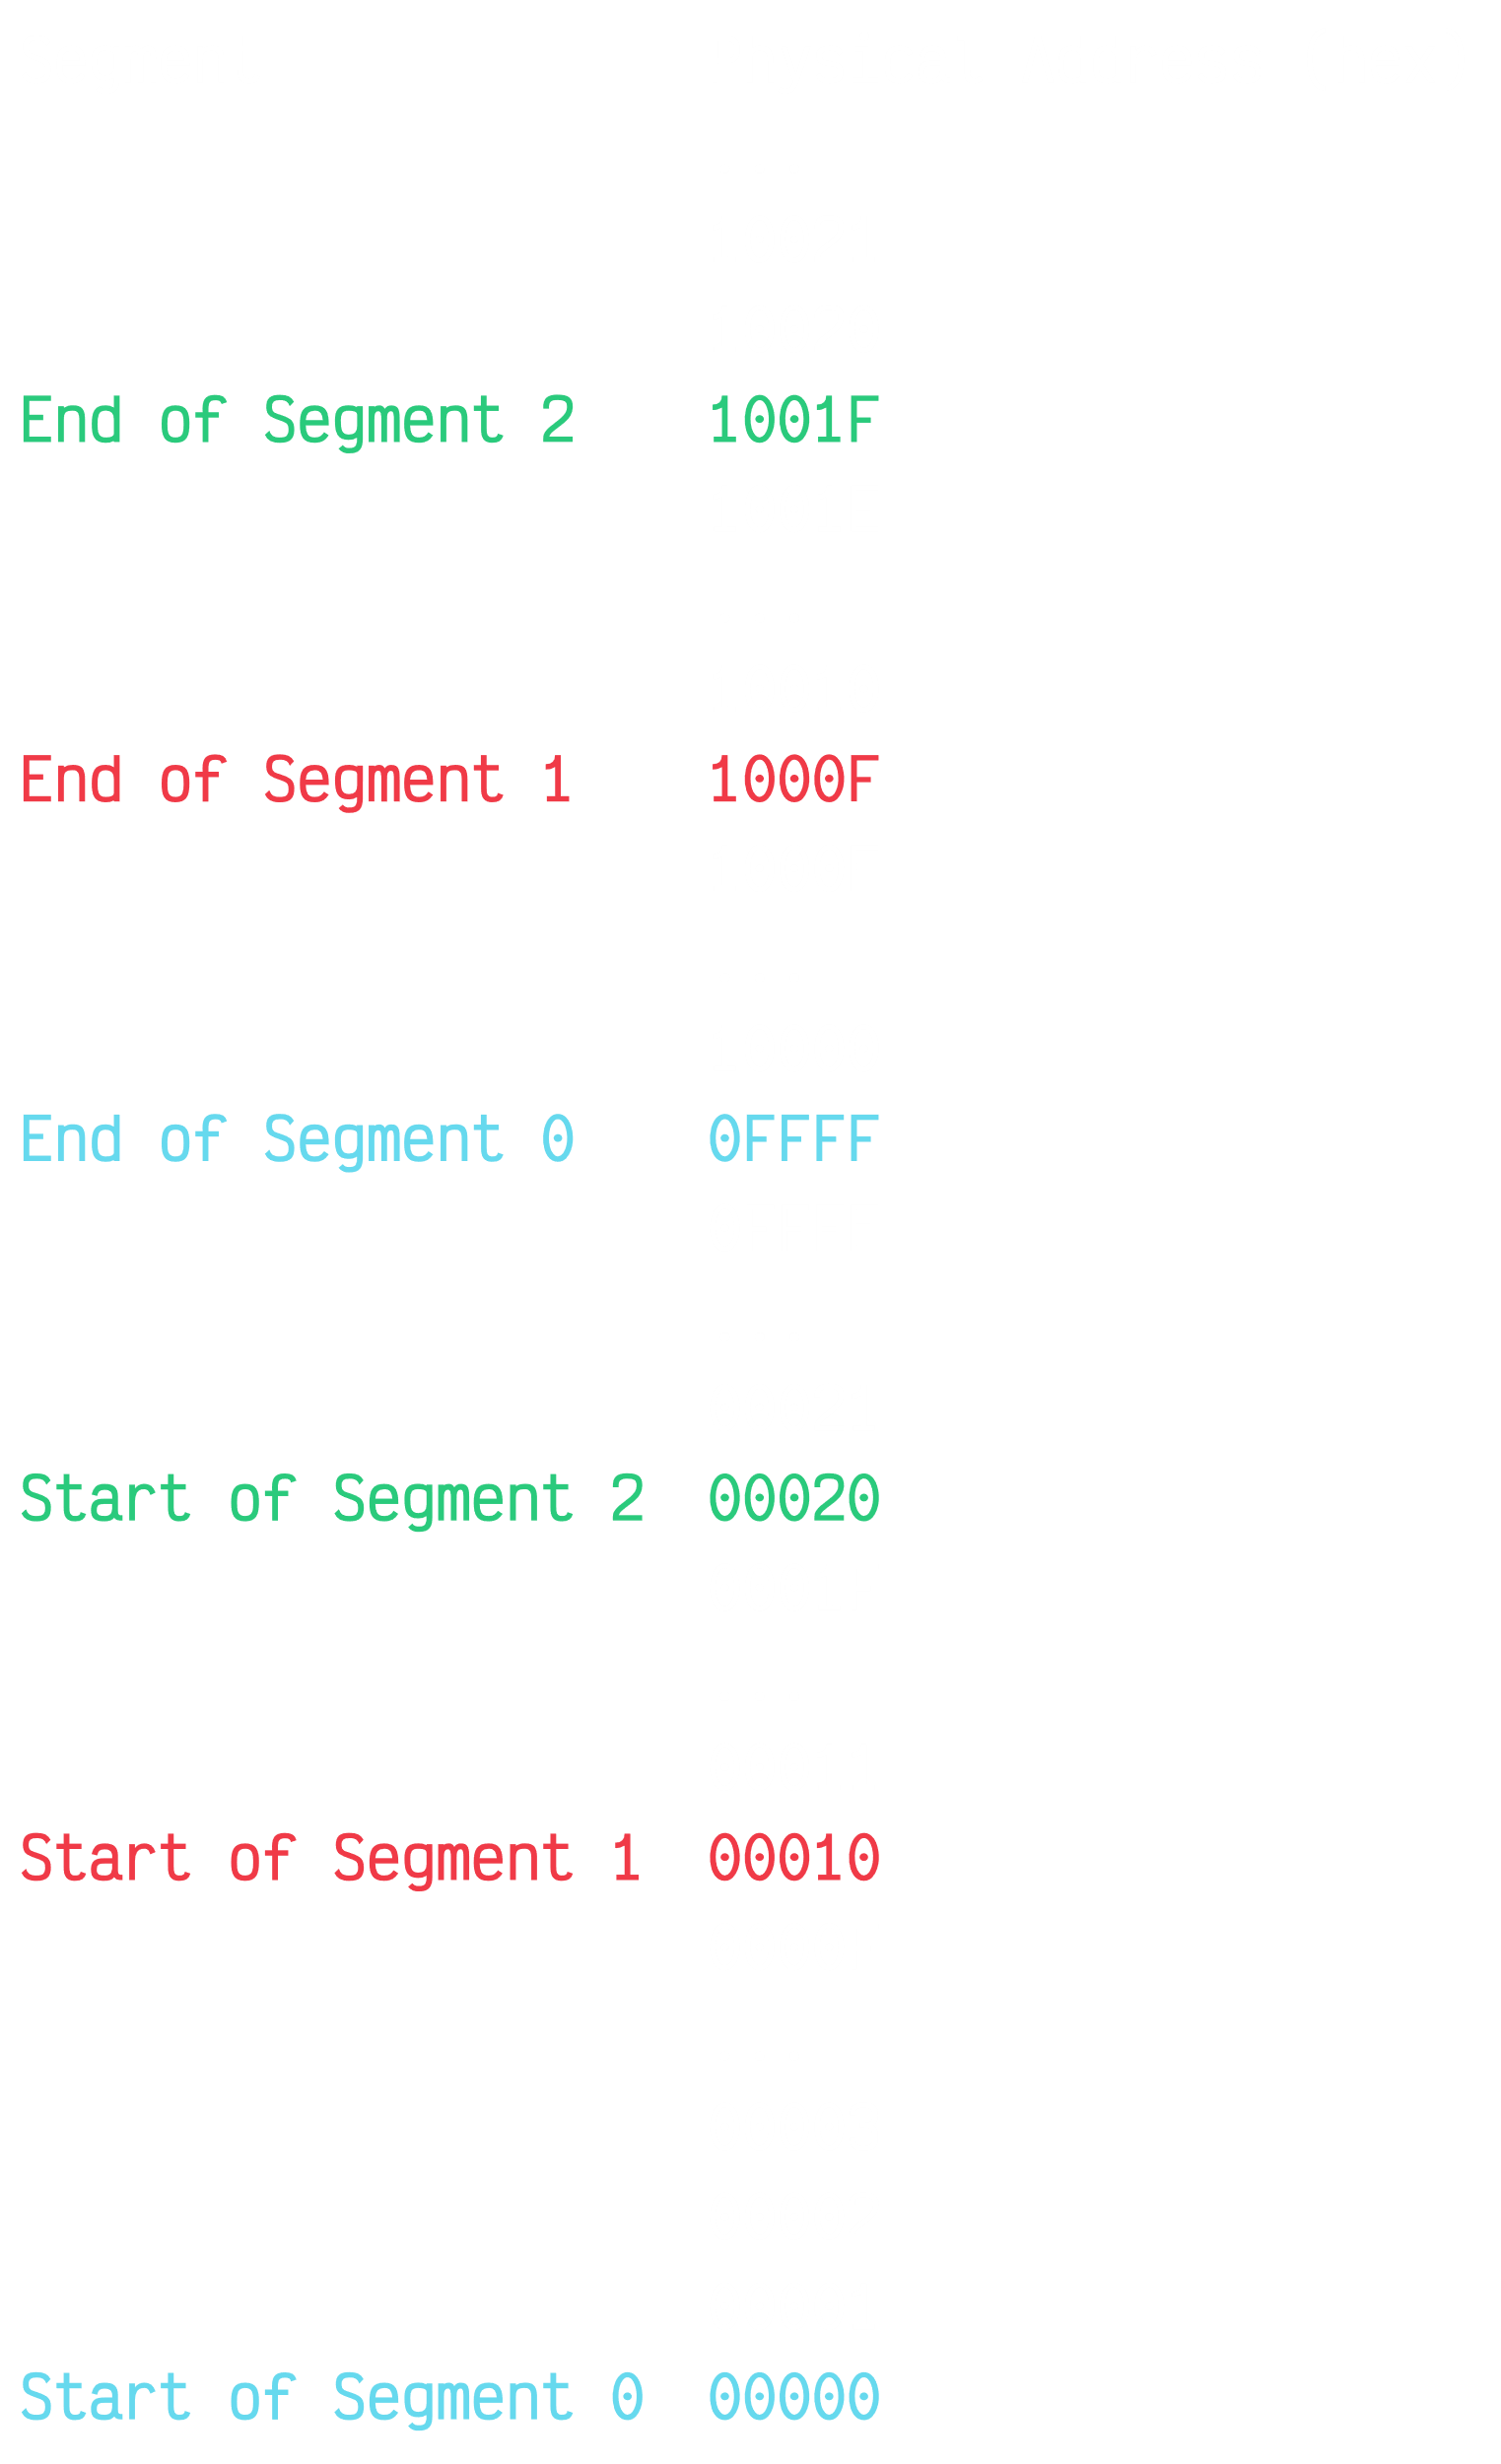 End of Segment 2    1001F
End of Segment 1    1000F
End of Segment 0    0FFFF
Start of Segment 2  00020
Start of Segment 1  00010
Start of Segment 0  00000